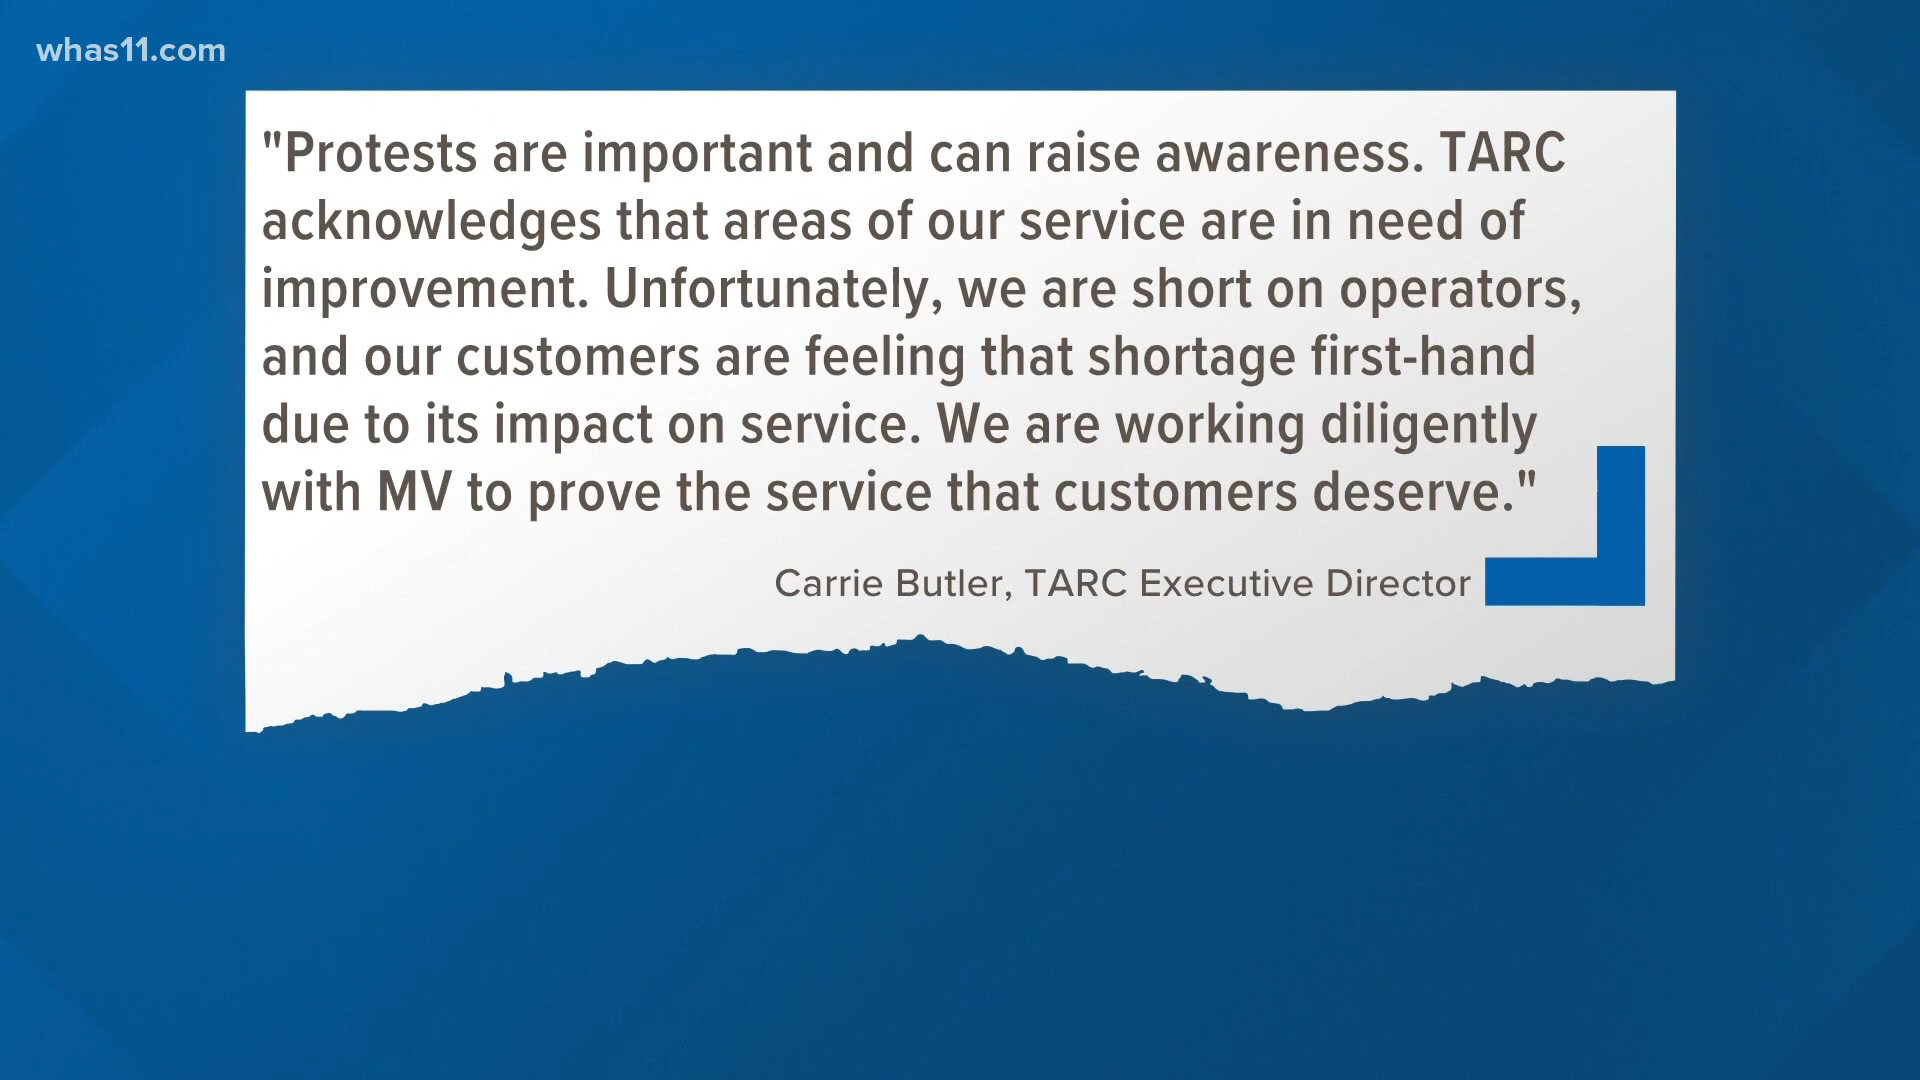 whas11.com
"Protests are important and can raise awareness. TARC
acknowledges that areas of our service are in need of
improvement. Unfortunately, we are short on operators,
and our customers are feeling that shortage first-hand
due to its impact on service. We are working diligently
with MV to prove the service that customers deserve."
Carrie Butler, TARC Executive Director